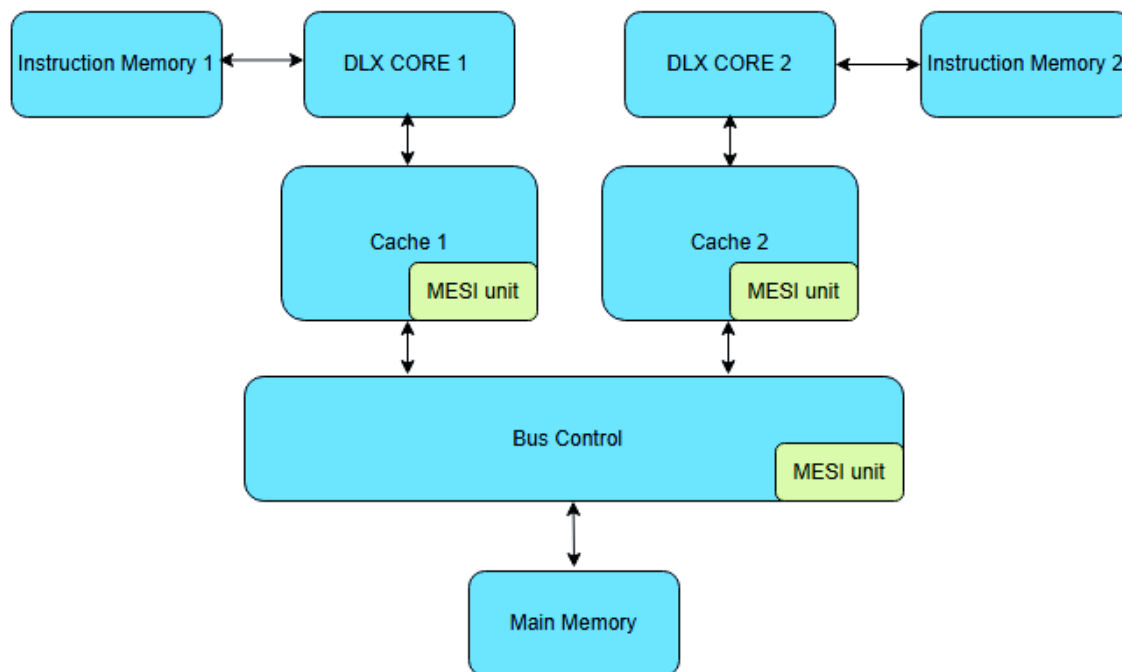 Instruction Memory 1
DLX CORE 1
DLX CORE 2
Instruction Memory 2
Cache 1
MESI unit
Cache 2
MESI unit
Bus Control
MESI unit
Main Memory